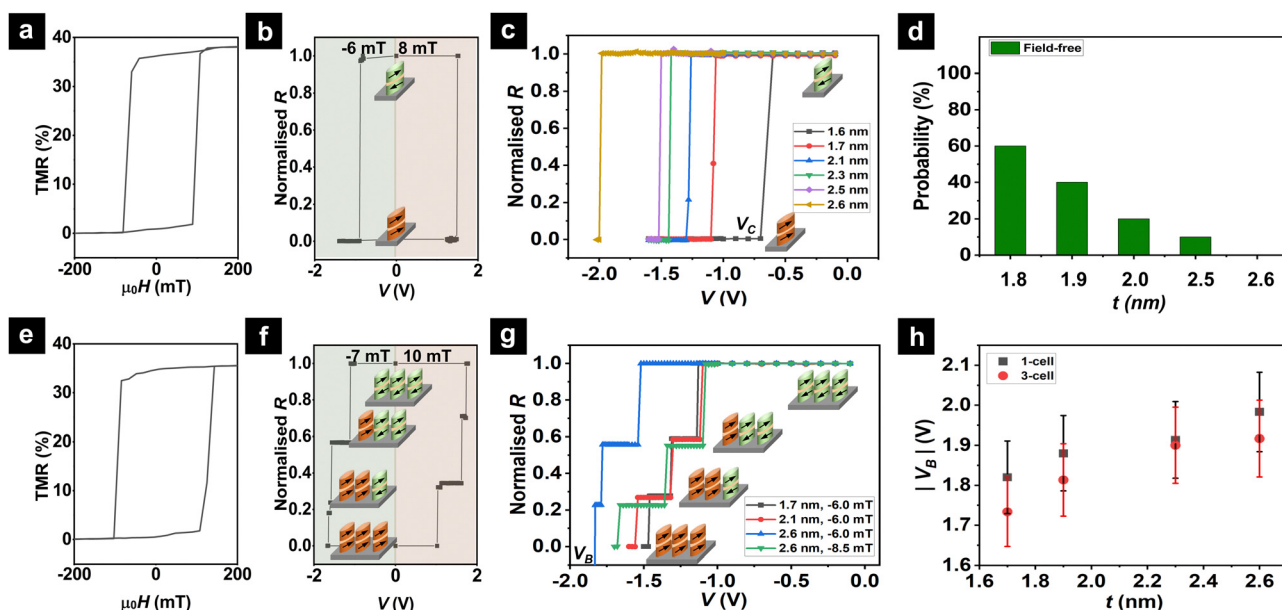 a
40
30
20
10
0
TMR (%)
-200
0
200
μ0H (mT)
b
-6 mT
8 mT
1.0
0.8
0.6
0.4
0.2
0.0
Normalised R
-2
0
2
V (V)
c
1.0
0.8
0.6
0.4
0.2
0.0
Normalised R
1.6 nm
1.7 nm
2.1 nm
2.3 nm
2.5 nm
2.6 nm
VC
-2.0
-1.5
-1.0
-0.5
0.0
V (V)
d
Field-free
100
80
60
40
20
0
Probability (%)
1.8
1.9
2.0
2.5
2.6
t (nm)
e
40
30
20
10
0
TMR (%)
-200
0
200
μ0H (mT)
f
-7 mT
10 mT
1.0
0.8
0.6
0.4
0.2
0.0
Normalised R
-2
0
2
V (V)
g
1.0
0.8
0.6
0.4
0.2
0.0
Normalised R
1.7 nm, -6.0 mT
2.1 nm, -6.0 mT
2.6 nm, -6.0 mT
2.6 nm, -8.5 mT
VB
-2.0
-1.5
-1.0
-0.5
0.0
V (V)
h
1-cell
3-cell
2.1
2.0
1.9
1.8
1.7
1.6
| VB | (V)
1.6
1.8
2.0
2.2
2.4
2.6
t (nm)